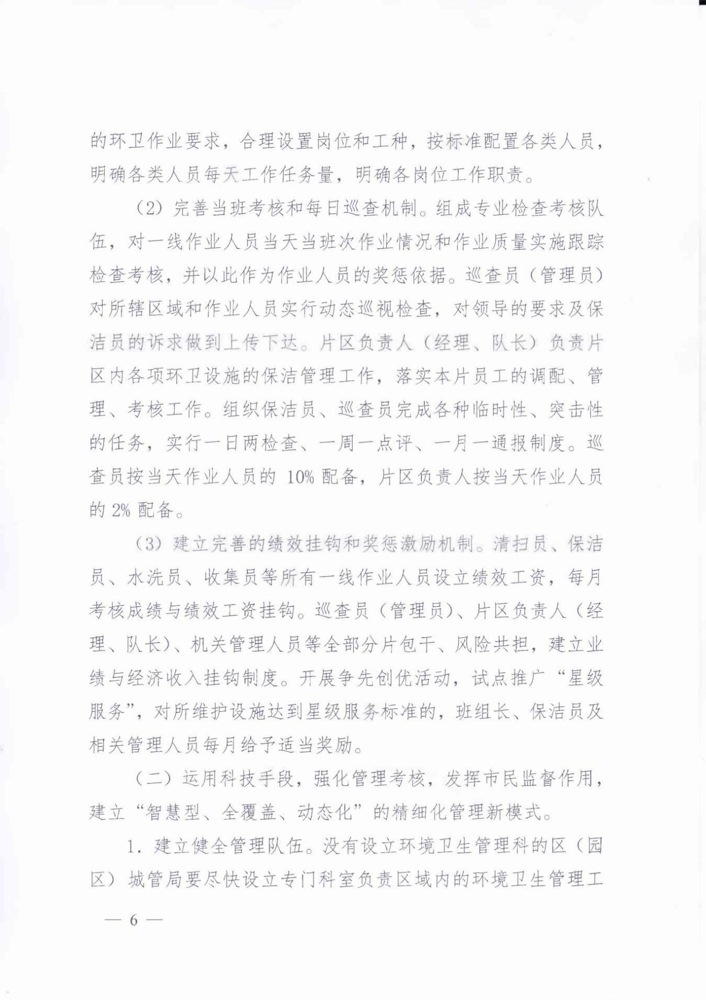 的环卫作业要求，合理设置岗位和工种，按标准配置各类人员，
明确各类人员每天工作任务量，明确各岗位工作职责。
（2）完善当班考核和每日巡查机制。组成专业检查考核队
伍，对一线作业人员当天当班次作业情况和作业质量实施跟踪
检查考核，并以此作为作业人员的奖惩依据。巡查员（管理员）
对所辖区域和作业人员实行动态巡视检查，对领导的要求及保
洁员的诉求做到上传下达。片区负责人（经理、队长）负责片
区内各项环卫设施的保洁管理工作，落实本片员工的调配、管
理、考核工作。组织保洁员、巡查员完成各种临时性、突击性
的任务，实行一日两检查、一周一点评、一月一通报制度。巡
查员按当天作业人员的 10% 配备，片区负责人按当天作业人员
的 2% 配备。
（3）建立完善的绩效挂钩和奖惩激励机制。清扫员、保洁
员、水洗员、收集员等所有一线作业人员设立绩效工资，每月
考核成绩与绩效工资挂钩。巡查员（管理员）、片区负责人（经
理、队长）、机关管理人员等全部分片包干、风险共担，建立业
绩与经济收入挂钩制度。开展争先创优活动，试点推广“星级
服务”，对所维护设施达到星级服务标准的，班组长、保洁员及
相关管理人员每月给予适当奖励。
（二）运用科技手段，强化管理考核，发挥市民监督作用，
建立“智慧型、全覆盖、动态化”的精细化管理新模式。
1. 建立健全管理队伍。没有设立环境卫生管理科的区（园
区）城管局要尽快设立专门科室负责区域内的环境卫生管理工
— 6 —